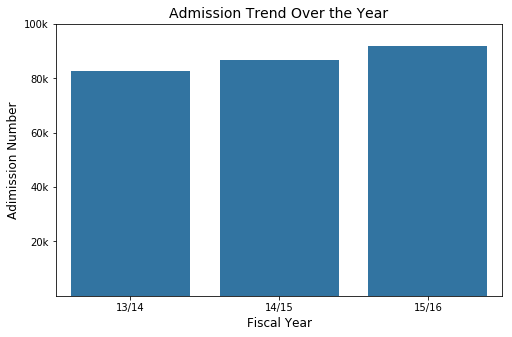 Admission Trend Over the Year
100k
80k
60k
40k
20k
Adimission Number
13/14
14/15
15/16
Fiscal Year